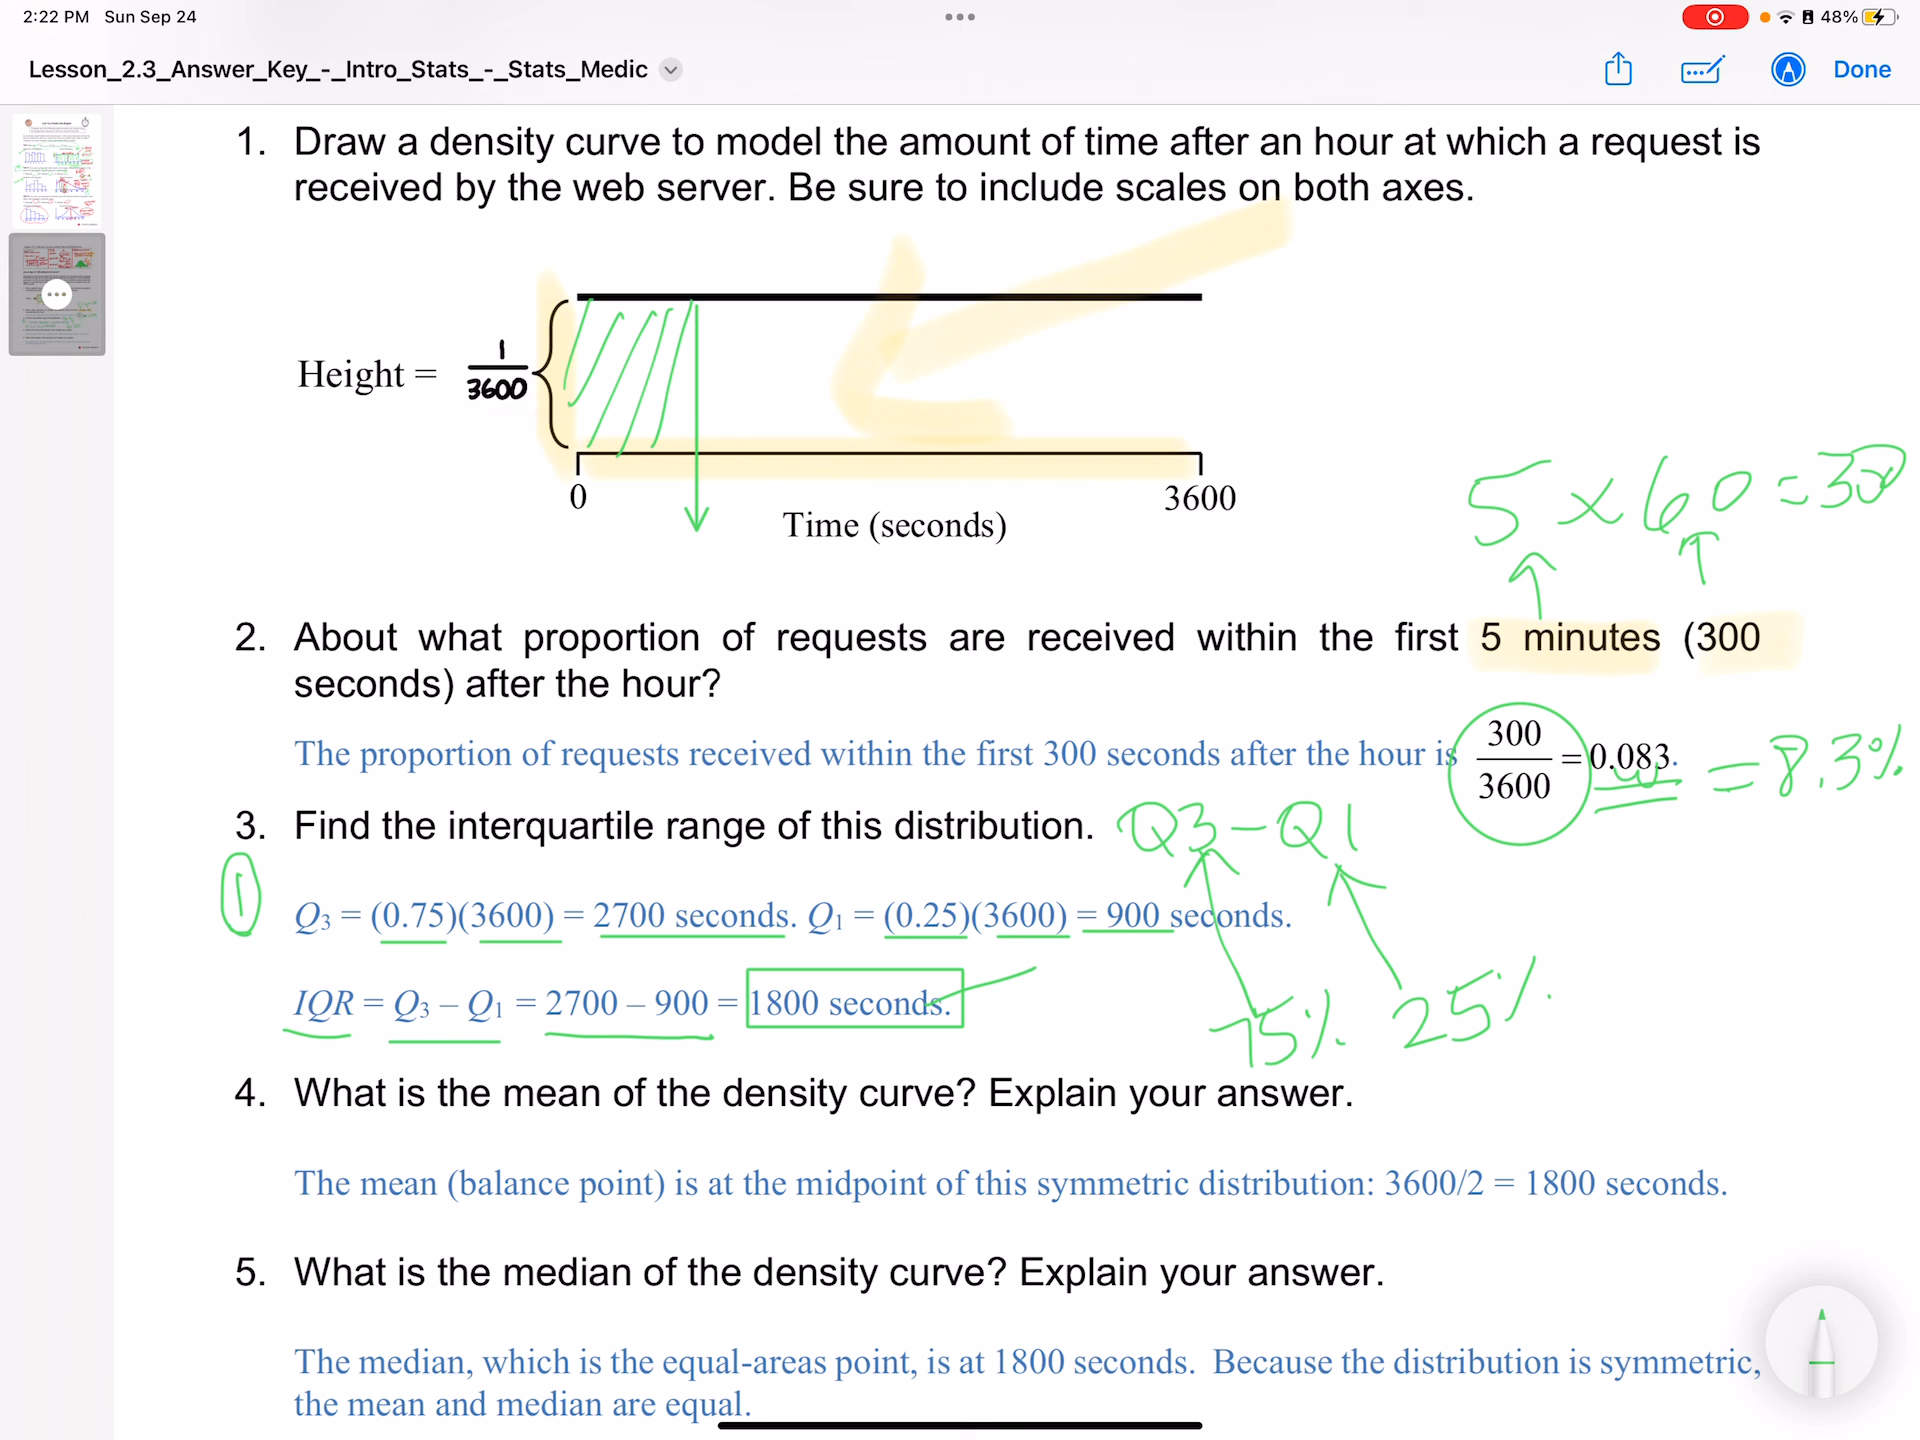 2:22 PM Sun Sep 24
48%
Lesson_2.3_Answer_Key_-_Intro_Stats_-_Stats_Medic
Done
1. Draw a density curve to model the amount of time after an hour at which a request is
received by the web server. Be sure to include scales on both axes.
Height = 1/3600
0
3600
Time (seconds)
5 × 60 = 300
2. About what proportion of requests are received within the first 5 minutes (300
seconds) after the hour?
The proportion of requests received within the first 300 seconds after the hour is 300/3600 = 0.083. = 8.3%
3. Find the interquartile range of this distribution. Q3 – Q1
1
Q₃ = (0.75)(3600) = 2700 seconds. Q₁ = (0.25)(3600) = 900 seconds.
IQR = Q₃ – Q₁ = 2700 – 900 = 1800 seconds.
75% 25%
4. What is the mean of the density curve? Explain your answer.
The mean (balance point) is at the midpoint of this symmetric distribution: 3600/2 = 1800 seconds.
5. What is the median of the density curve? Explain your answer.
The median, which is the equal-areas point, is at 1800 seconds. Because the distribution is symmetric,
the mean and median are equal.